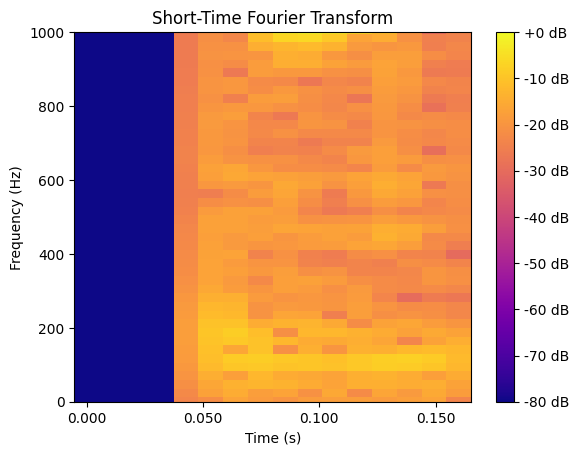 Short-Time Fourier Transform
1000
800
600
400
200
0
Frequency (Hz)
0.000
0.050
0.100
0.150
Time (s)
+0 dB
-10 dB
-20 dB
-30 dB
-40 dB
-50 dB
-60 dB
-70 dB
-80 dB